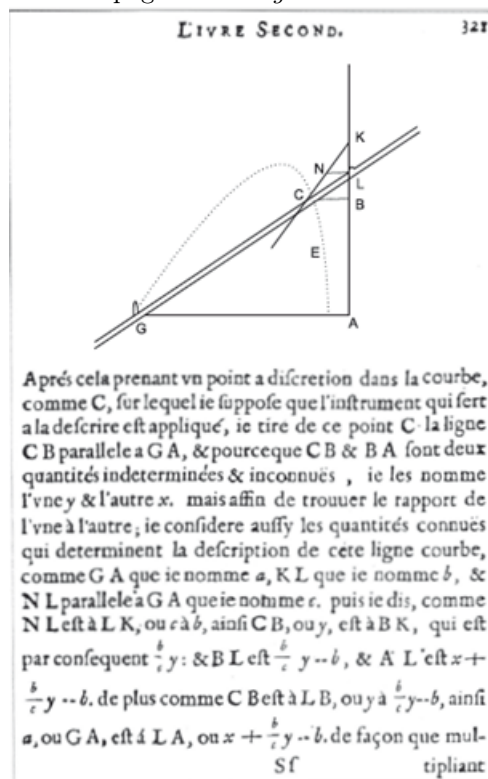 LIVRE SECOND. 321
K
N
L
C
B
E
G
A
Aprés cela prenant vn point a diſcretion dans la courbe,
comme C, ſur lequel ie ſuppoſe que l'inſtrument qui ſert
a la deſcrire eſt appliqué, ie tire de ce point C la ligne
C B parallele a G A, & pourceque C B & B A ſont deux
quantités indeterminées & inconnuës , ie les nomme
l'vne y & l'autre x. mais affin de trouuer le rapport de
l'vne à l'autre; ie conſidere auſſy les quantités connuës
qui determinent la deſcription de cete ligne courbe,
comme G A que ie nomme a, K L que ie nomme b, &
N L parallele a G A que ie nomme c. puis ie dis, comme
N L eſt à L K, ou c à b, ainſi C B, ou y, eſt à B K, qui eſt
par conſequent b/c y: & B L eſt b/c y -- b, & A L eſt x +
b/c y -- b. de plus comme C B eſt à L B, ou y à b/c y -- b, ainſi
a, ou G A, eſt á L A, ou x + b/c y -- b. de façon que mul-
Sſ tipliant